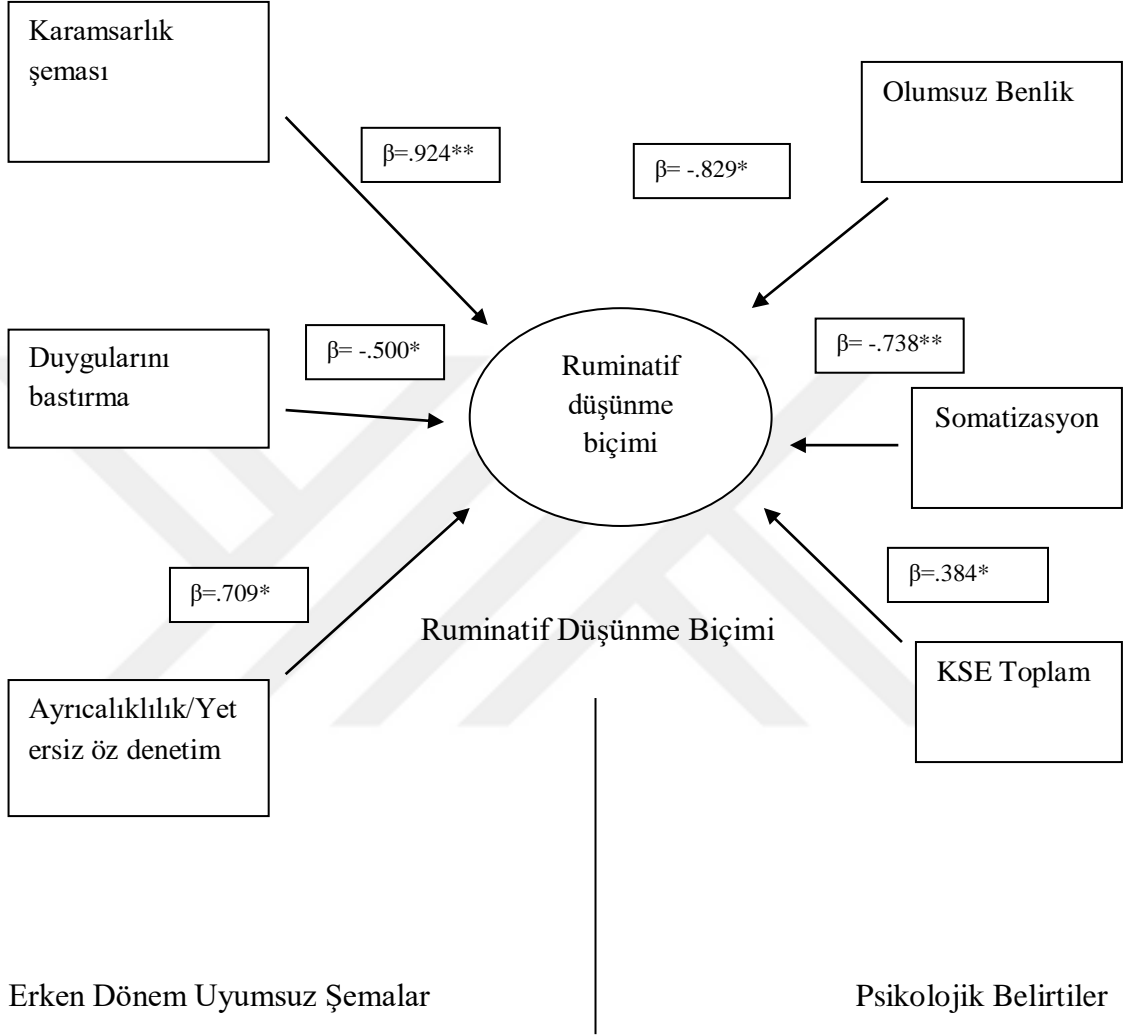 Karamsarlık
şeması
Olumsuz Benlik
β=.924**
β= -.829*
Duygularını
bastırma
β= -.500*
Ruminatif
düşünme
biçimi
β= -.738**
Somatizasyon
β=.709*
β=.384*
Ruminatif Düşünme Biçimi
Ayrıcalıklılık/Yet
ersiz öz denetim
KSE Toplam
Erken Dönem Uyumsuz Şemalar
Psikolojik Belirtiler